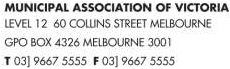 MUNICIPAL ASSOCIATION OF VICTORIA
LEVEL 12 60 COLLINS STREET MELBOURNE
GPO BOX 4326 MELBOURNE 3001
T 03] 9667 5555 F 03] 9667 5555